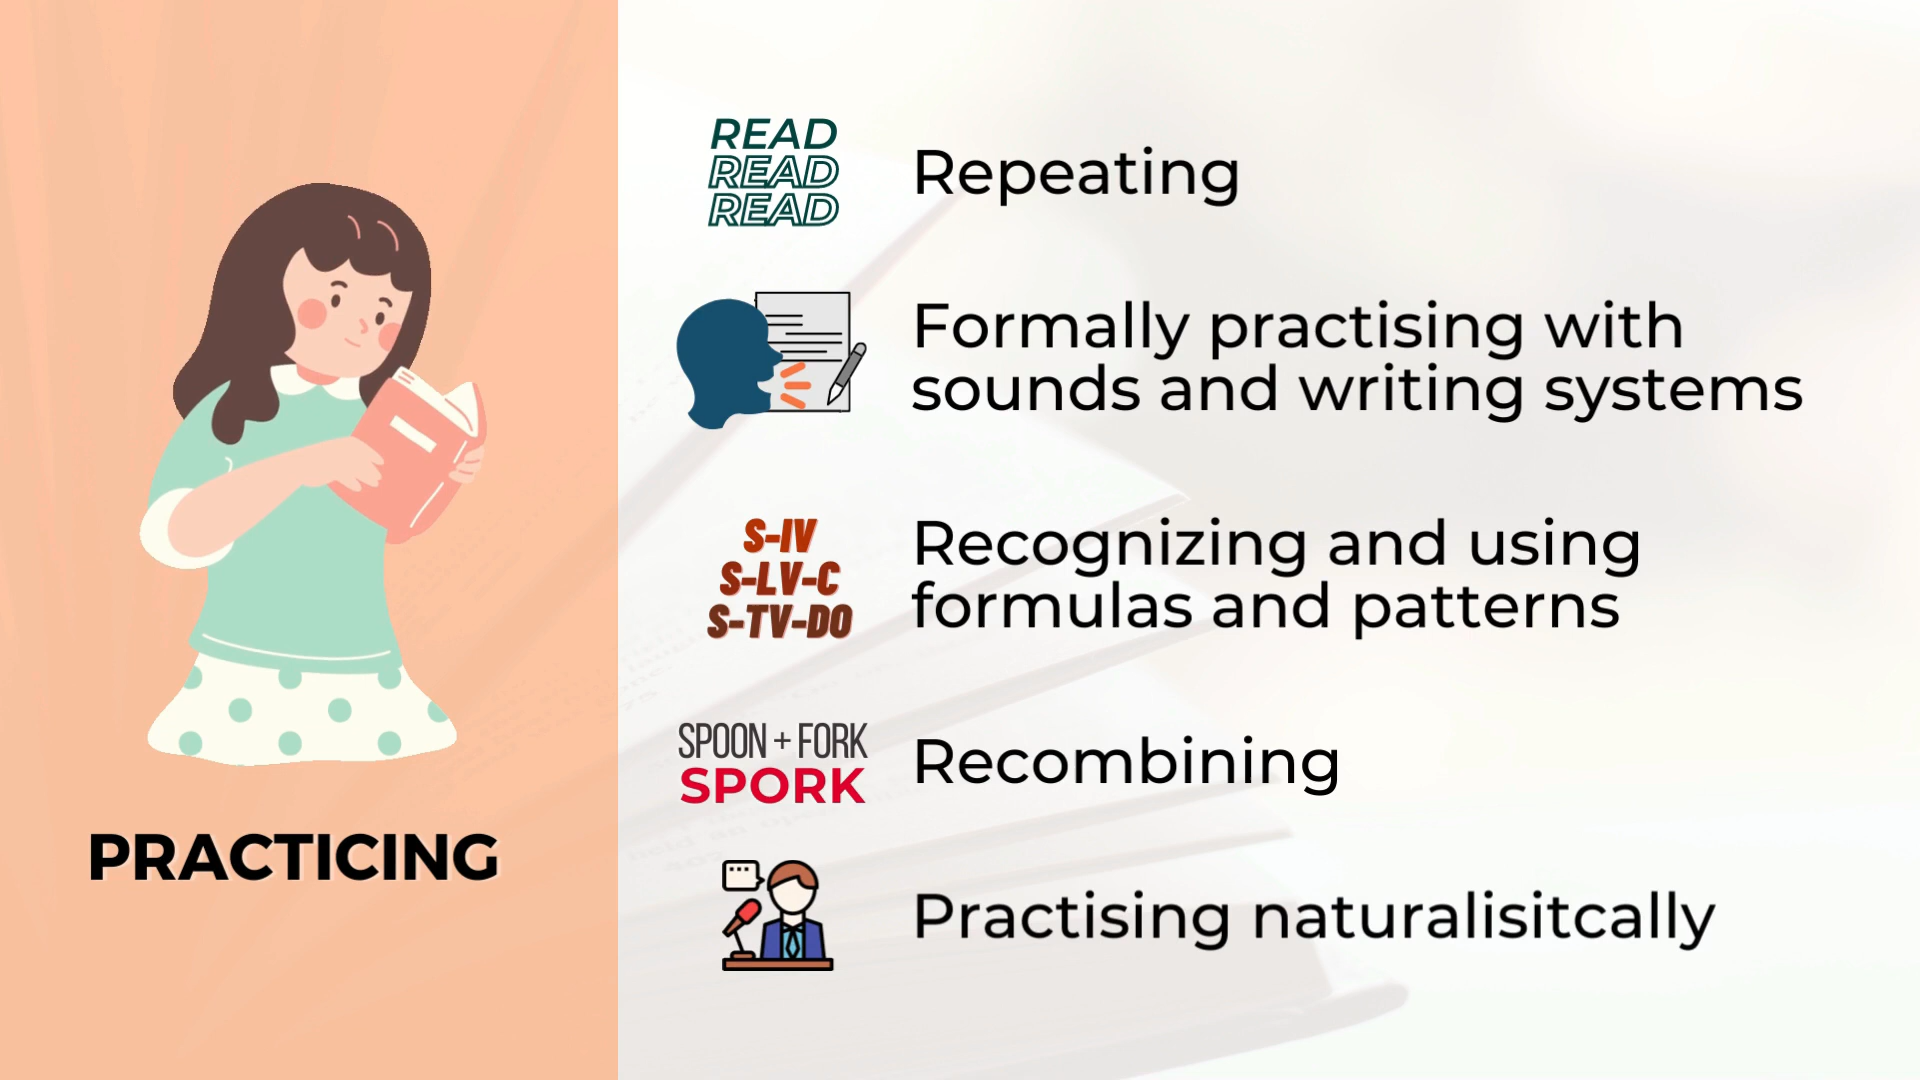 PRACTICING
READ
READ
READ
Repeating
Formally practising with
sounds and writing systems
S-IV
S-LV-C
S-TV-DO
Recognizing and using
formulas and patterns
SPOON + FORK
SPORK
Recombining
Practising naturalisitcally